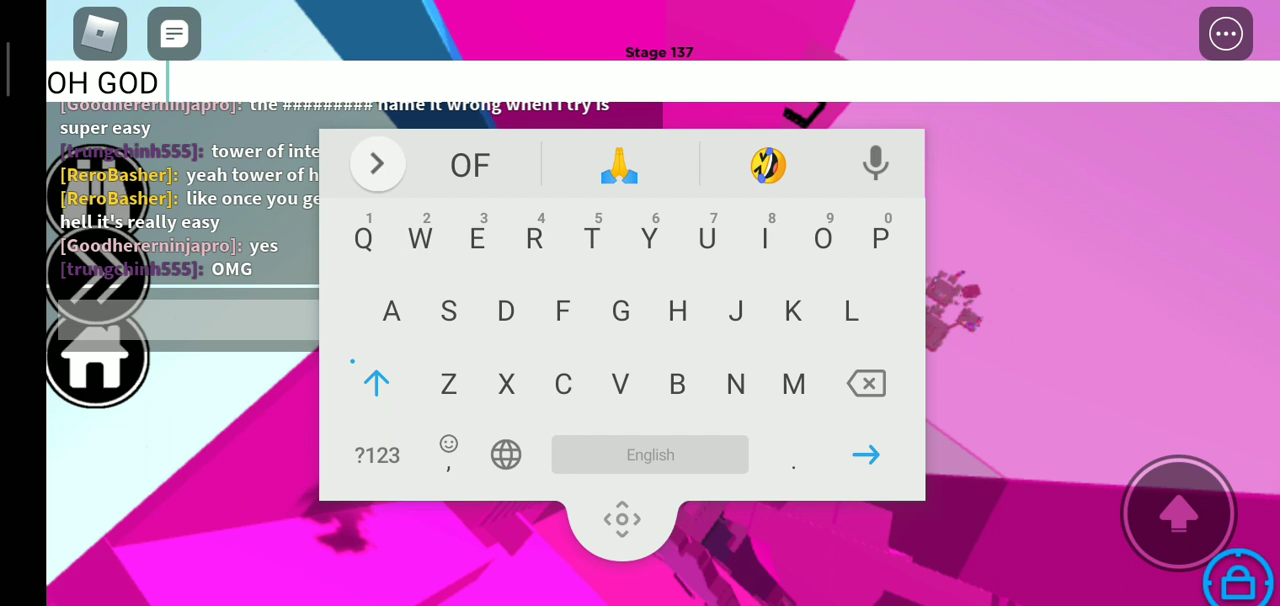 Stage 137
OH GOD
[Goodhererninjapro]: the ######### name it wrong when I try is
super easy
[trungchinh555]: tower of inte
[ReroBasher]: yeah tower of h
[ReroBasher]: like once you ge
hell it's really easy
[Goodhererninjapro]: yes
[trungchinh555]: OMG
OF
1 2 3 4 5 6 7 8 9 0
Q W E R T Y U I O P
A S D F G H J K L
Z X C V B N M
?123 , English .